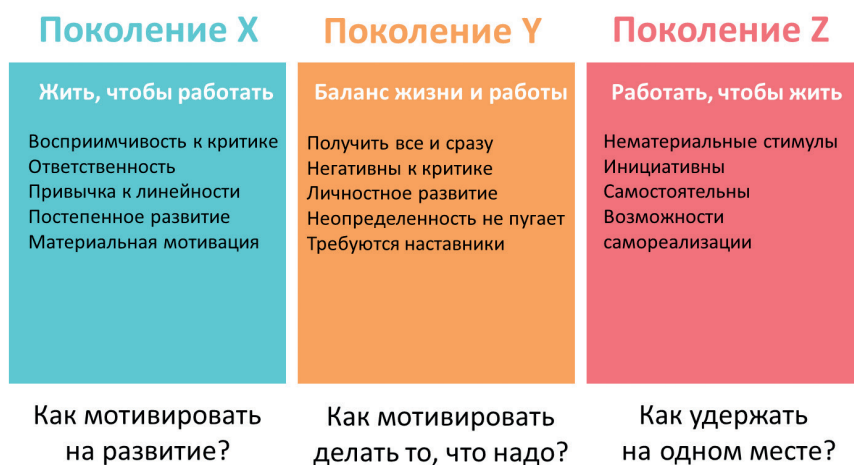 Поколение X
Жить, чтобы работать
Восприимчивость к критике
Ответственность
Привычка к линейности
Постепенное развитие
Материальная мотивация
Как мотивировать
на развитие?
Поколение Y
Баланс жизни и работы
Получить все и сразу
Негативны к критике
Личностное развитие
Неопределенность не пугает
Требуются наставники
Как мотивировать
делать то, что надо?
Поколение Z
Работать, чтобы жить
Нематериальные стимулы
Инициативны
Самостоятельны
Возможности
самореализации
Как удержать
на одном месте?